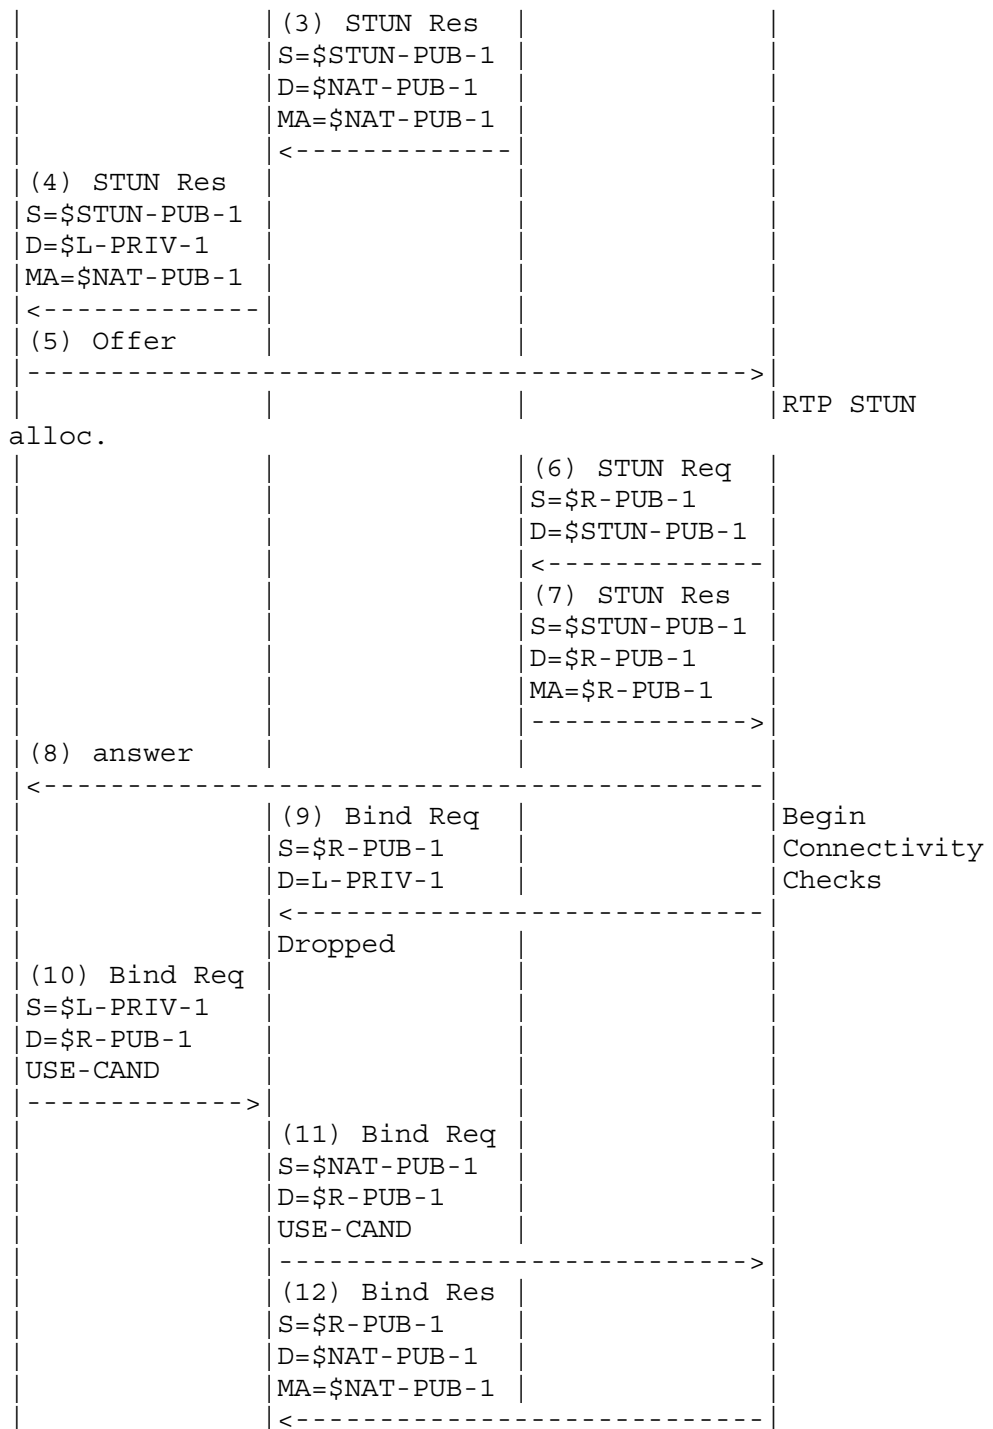 |              |(3) STUN Res  |              |
|              |S=$STUN-PUB-1 |              |
|              |D=$NAT-PUB-1  |              |
|              |MA=$NAT-PUB-1 |              |
|              |<-------------|              |
|(4) STUN Res  |              |              |
|S=$STUN-PUB-1 |              |              |
|D=$L-PRIV-1   |              |              |
|MA=$NAT-PUB-1 |              |              |
|<-------------|              |              |
|(5) Offer     |              |              |
|------------------------------------------->|
|              |              |              |RTP STUN
alloc.
|              |              |(6) STUN Req  |
|              |              |S=$R-PUB-1    |
|              |              |D=$STUN-PUB-1 |
|              |              |<-------------|
|              |              |(7) STUN Res  |
|              |              |S=$STUN-PUB-1 |
|              |              |D=$R-PUB-1    |
|              |              |MA=$R-PUB-1   |
|              |              |------------->|
|(8) answer    |              |              |
|<-------------------------------------------|
|              |(9) Bind Req  |              |Begin
|              |S=$R-PUB-1    |              |Connectivity
|              |D=L-PRIV-1    |              |Checks
|              |<----------------------------|
|              |Dropped       |              |
|(10) Bind Req |              |              |
|S=$L-PRIV-1   |              |              |
|D=$R-PUB-1    |              |              |
|USE-CAND      |              |              |
|------------->|              |              |
|              |(11) Bind Req |              |
|              |S=$NAT-PUB-1  |              |
|              |D=$R-PUB-1    |              |
|              |USE-CAND      |              |
|              |---------------------------->|
|              |(12) Bind Res |              |
|              |S=$R-PUB-1    |              |
|              |D=$NAT-PUB-1  |              |
|              |MA=$NAT-PUB-1 |              |
|              |<----------------------------|